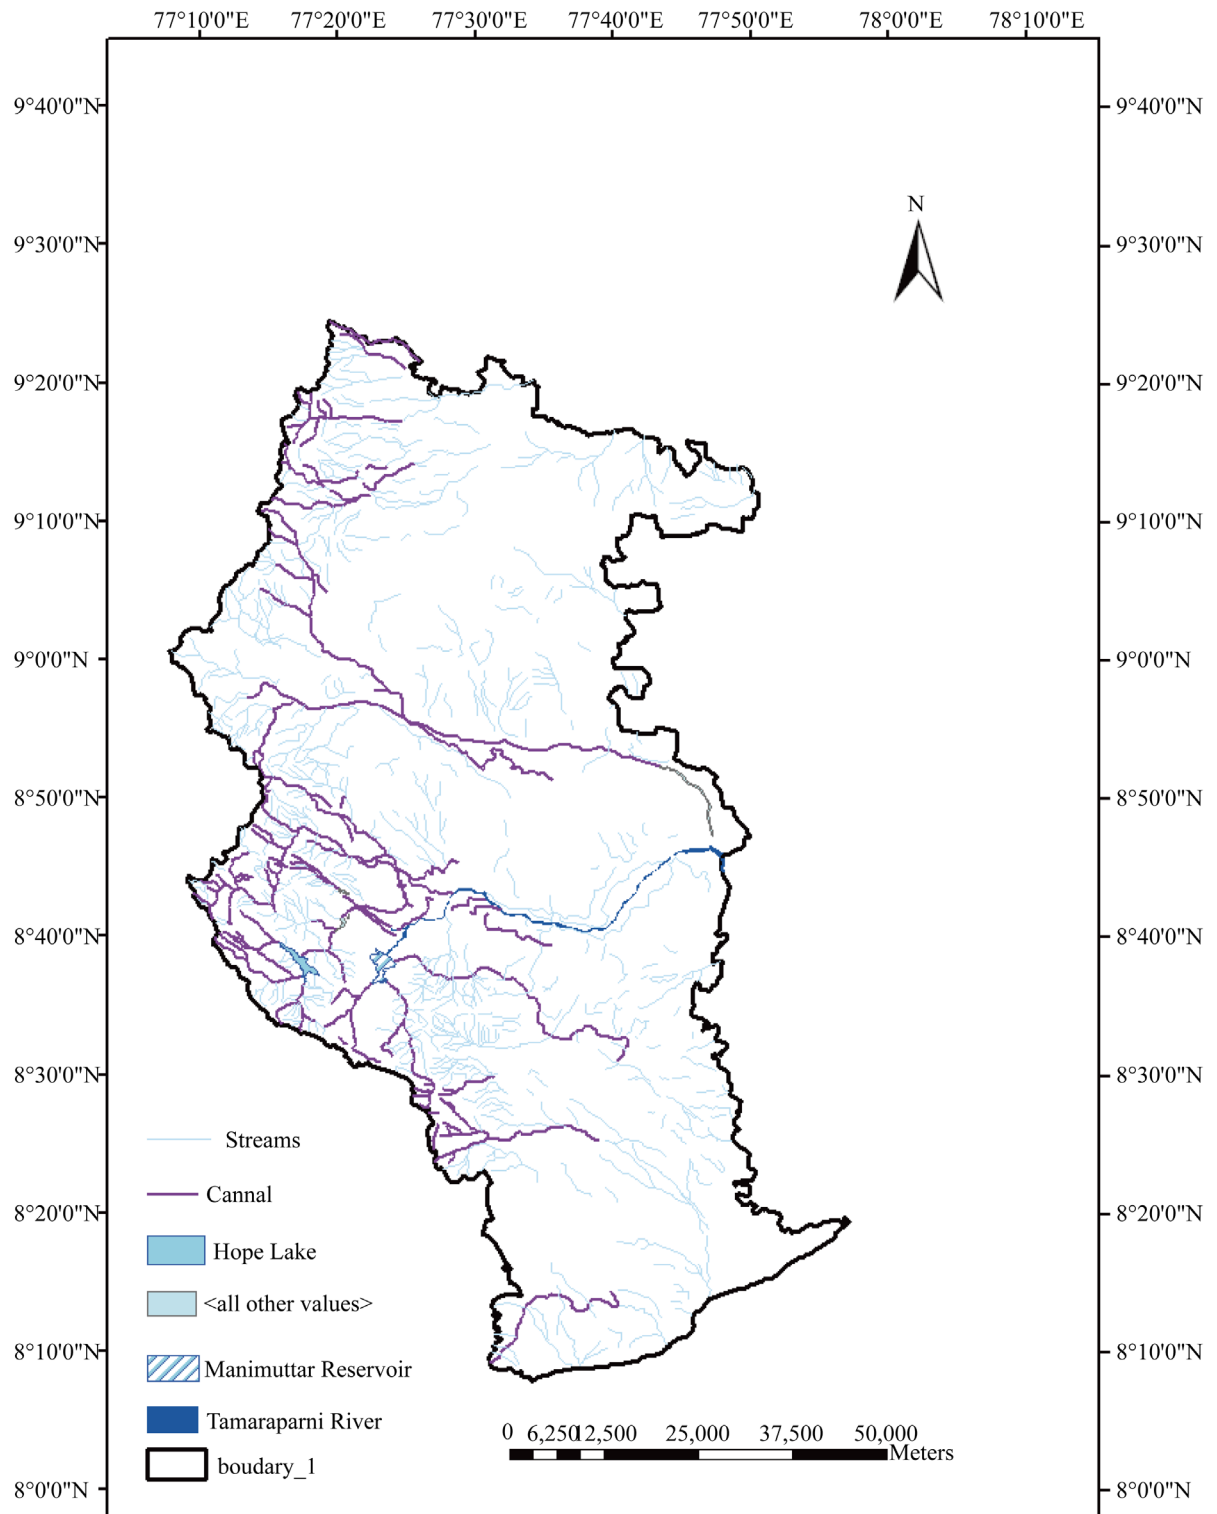 77°10'0"E 77°20'0"E 77°30'0"E 77°40'0"E 77°50'0"E 78°0'0"E 78°10'0"E
9°40'0"N 9°40'0"N
9°30'0"N 9°30'0"N
N
9°20'0"N 9°20'0"N
9°10'0"N 9°10'0"N
9°0'0"N 9°0'0"N
8°50'0"N 8°50'0"N
8°40'0"N 8°40'0"N
8°30'0"N 8°30'0"N
8°20'0"N 8°20'0"N
8°10'0"N 8°10'0"N
8°0'0"N 8°0'0"N
Streams
Cannal
Hope Lake
<all other values>
Manimuttar Reservoir
Tamaraparni River
boudary_1
0 6,250 12,500 25,000 37,500 50,000
Meters